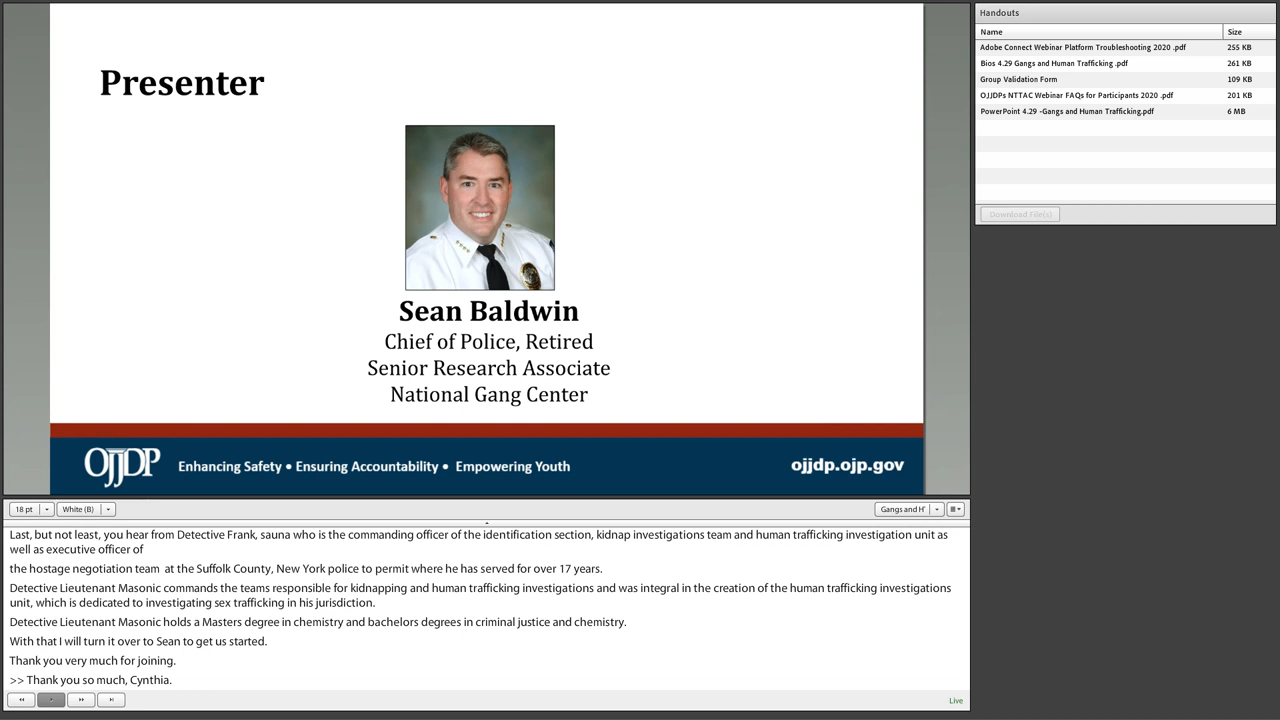 Presenter
Sean Baldwin
Chief of Police, Retired
Senior Research Associate
National Gang Center
OJJDP Enhancing Safety • Ensuring Accountability • Empowering Youth ojjdp.ojp.gov
Handouts
Name Size
Adobe Connect Webinar Platform Troubleshooting 2020 .pdf 255 KB
Bios 4.29 Gangs and Human Trafficking .pdf 261 KB
Group Validation Form 109 KB
OJJDPs NTTAC Webinar FAQs for Participants 2020 .pdf 201 KB
PowerPoint 4.29 -Gangs and Human Trafficking.pdf 6 MB
Download File(s)
18 pt White (B) Gangs and H'
Last, but not least, you hear from Detective Frank, sauna who is the commanding officer of the identification section, kidnap investigations team and human trafficking investigation unit as
well as executive officer of
the hostage negotiation team at the Suffolk County, New York police to permit where he has served for over 17 years.
Detective Lieutenant Masonic commands the teams responsible for kidnapping and human trafficking investigations and was integral in the creation of the human trafficking investigations
unit, which is dedicated to investigating sex trafficking in his jurisdiction.
Detective Lieutenant Masonic holds a Masters degree in chemistry and bachelors degrees in criminal justice and chemistry.
With that I will turn it over to Sean to get us started.
Thank you very much for joining.
>> Thank you so much, Cynthia.
Live